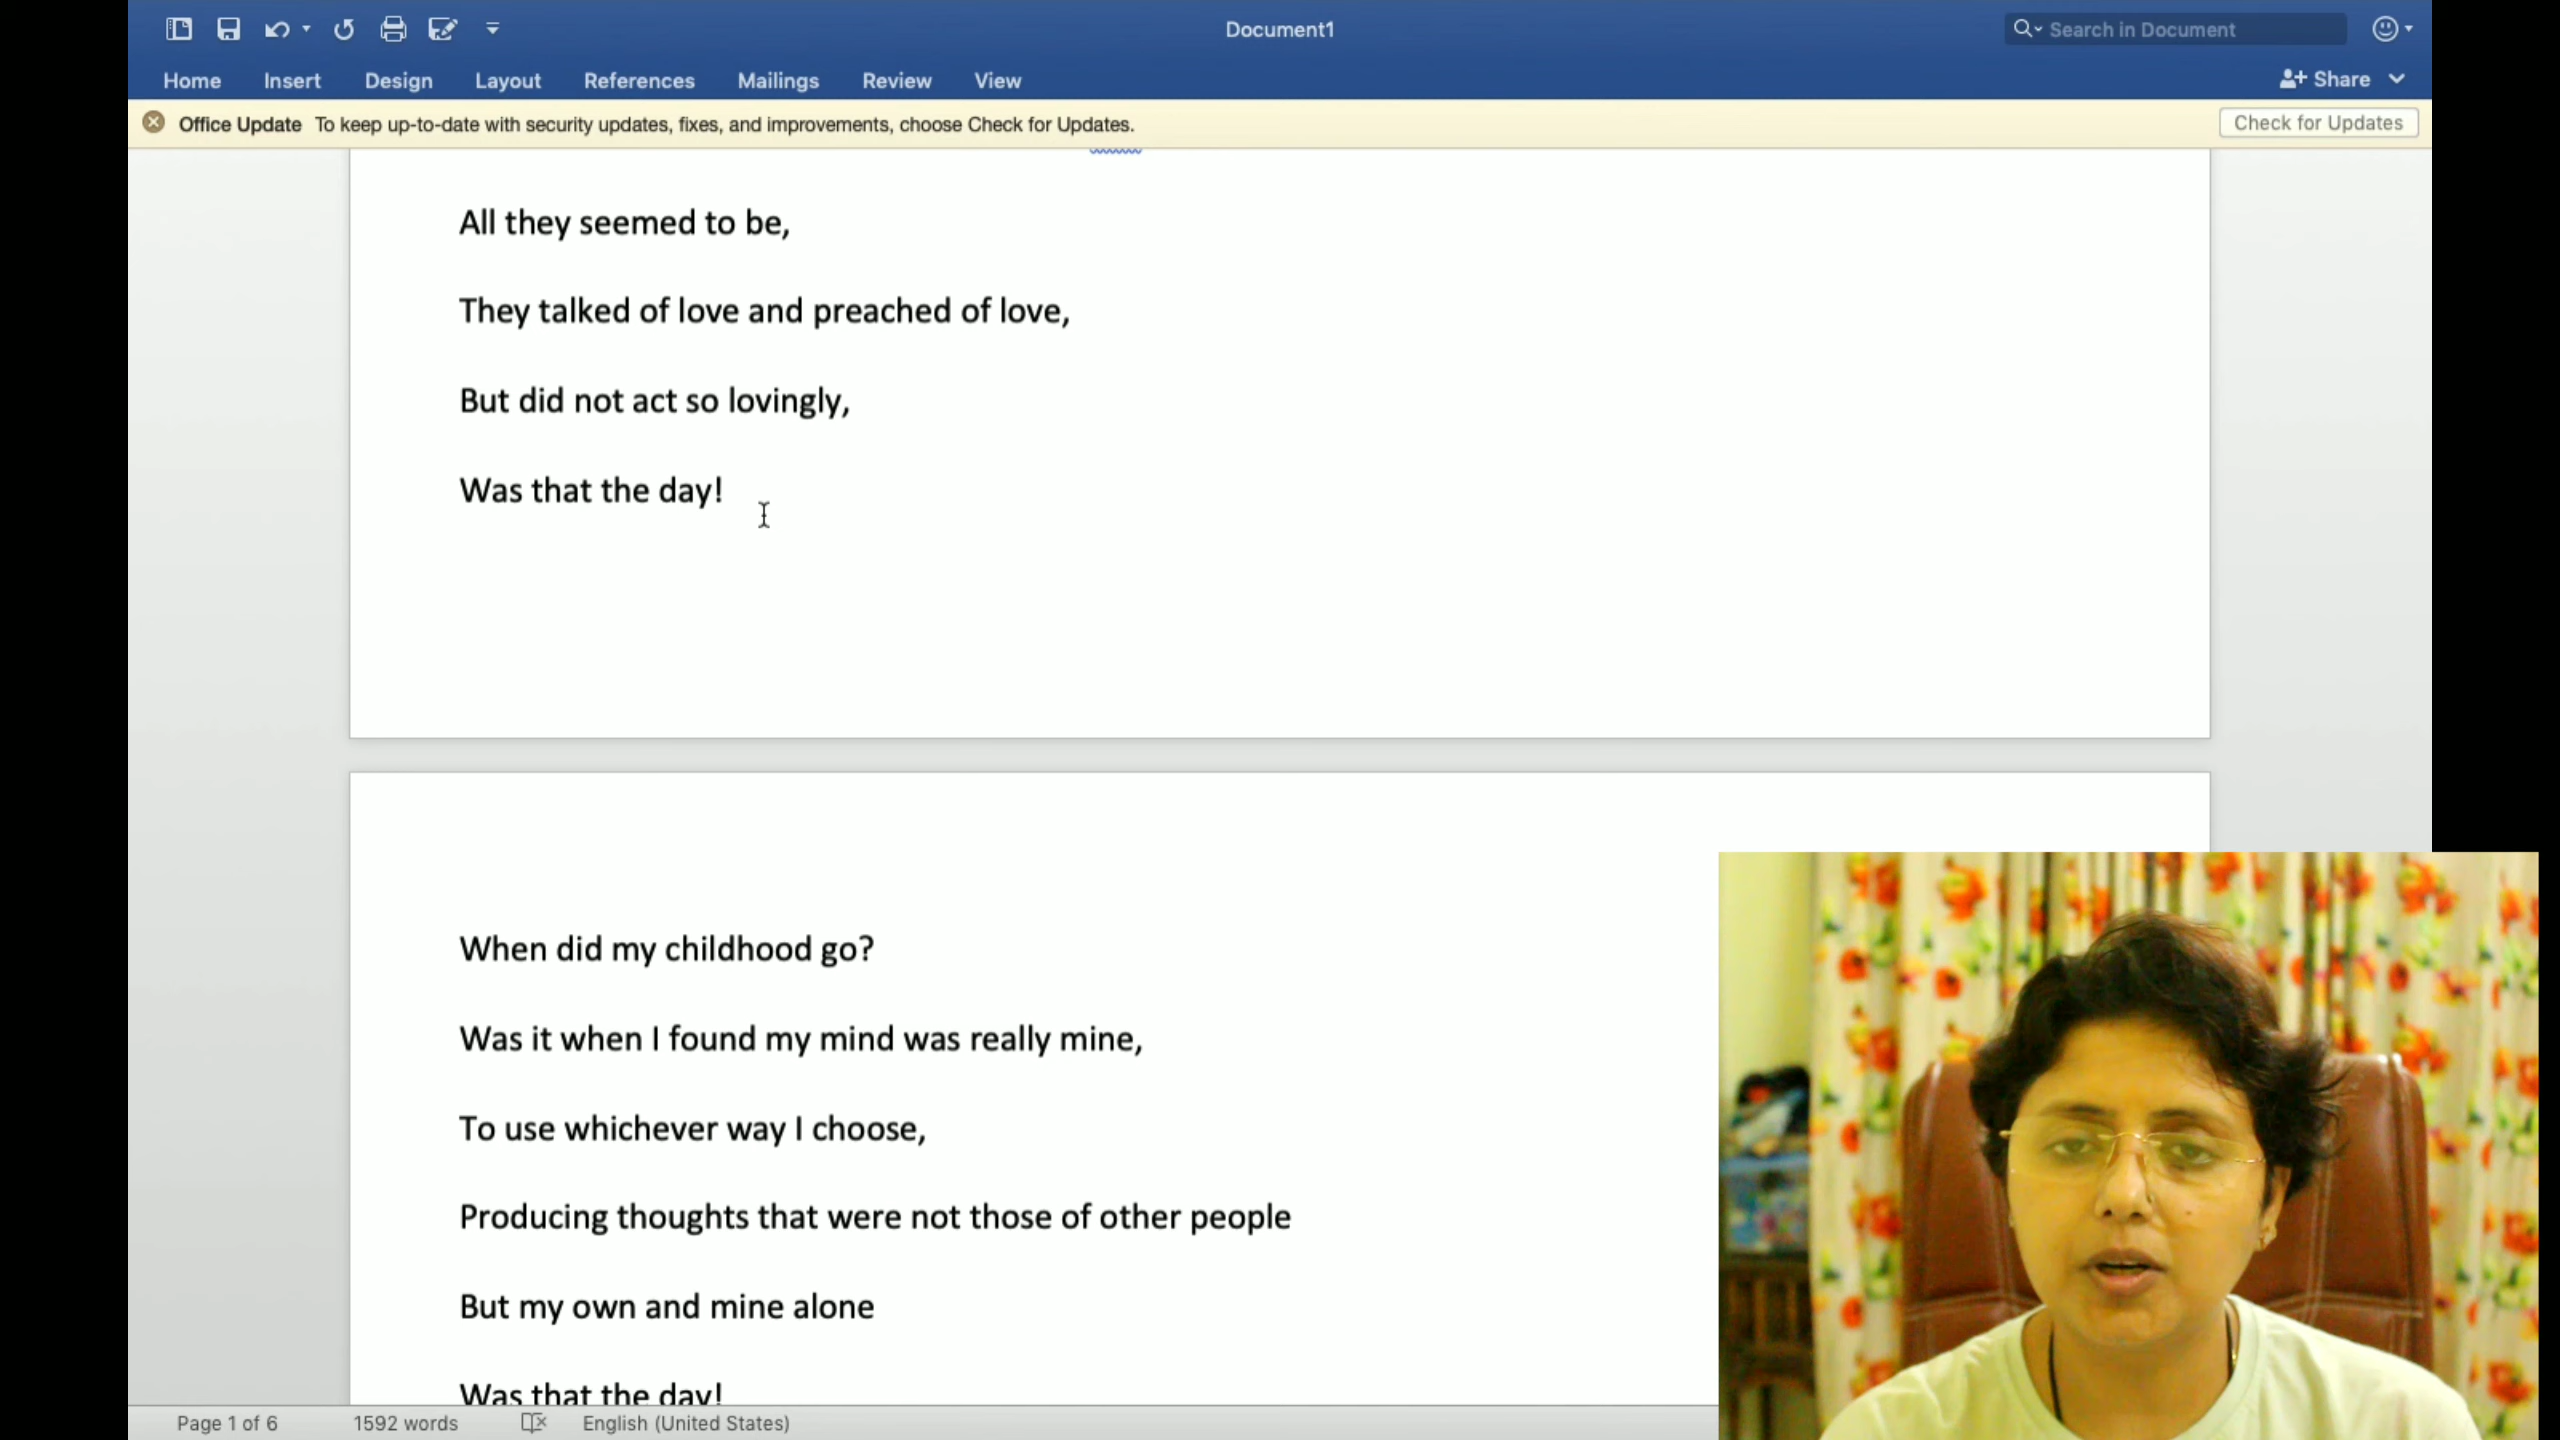 Document1
Search in Document
Home Insert Design Layout References Mailings Review View
Share
Office Update To keep up-to-date with security updates, fixes, and improvements, choose Check for Updates.
Check for Updates
All they seemed to be,
They talked of love and preached of love,
But did not act so lovingly,
Was that the day!
When did my childhood go?
Was it when I found my mind was really mine,
To use whichever way I choose,
Producing thoughts that were not those of other people
But my own and mine alone
Was that the day!
Page 1 of 6 1592 words English (United States)